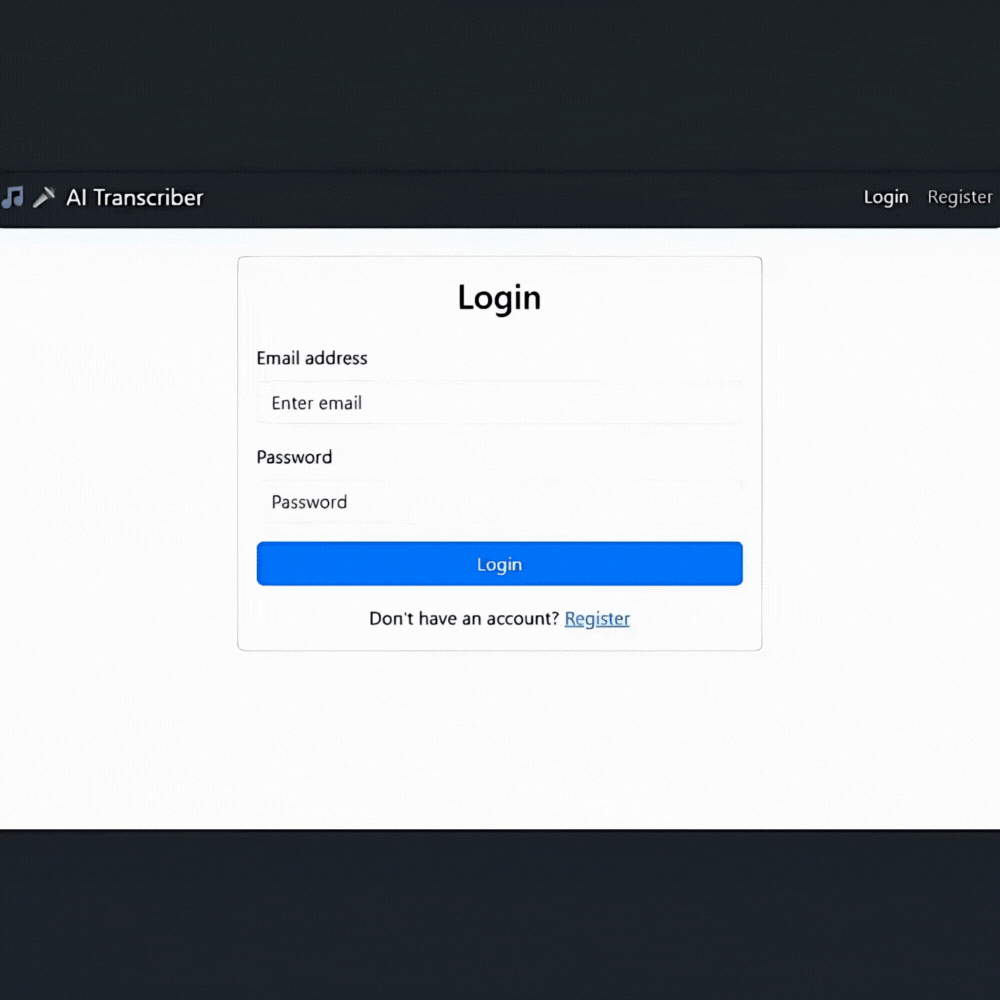 AI Transcriber
Login Register
Login
Email address
Enter email
Password
Password
Login
Don't have an account? Register